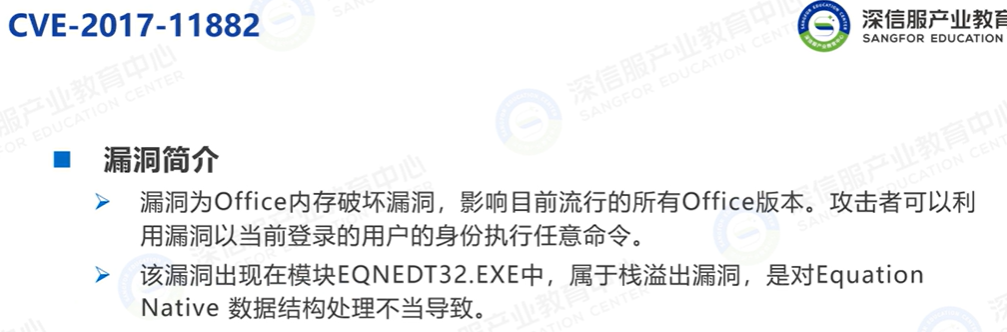 CVE-2017-11882
深信服产业教育
SANGFOR EDUCATION
漏洞简介
漏洞为Office内存破坏漏洞，影响目前流行的所有Office版本。攻击者可以利
用漏洞以当前登录的用户的身份执行任意命令。
该漏洞出现在模块EQNEDT32.EXE中，属于栈溢出漏洞，是对Equation
Native 数据结构处理不当导致。